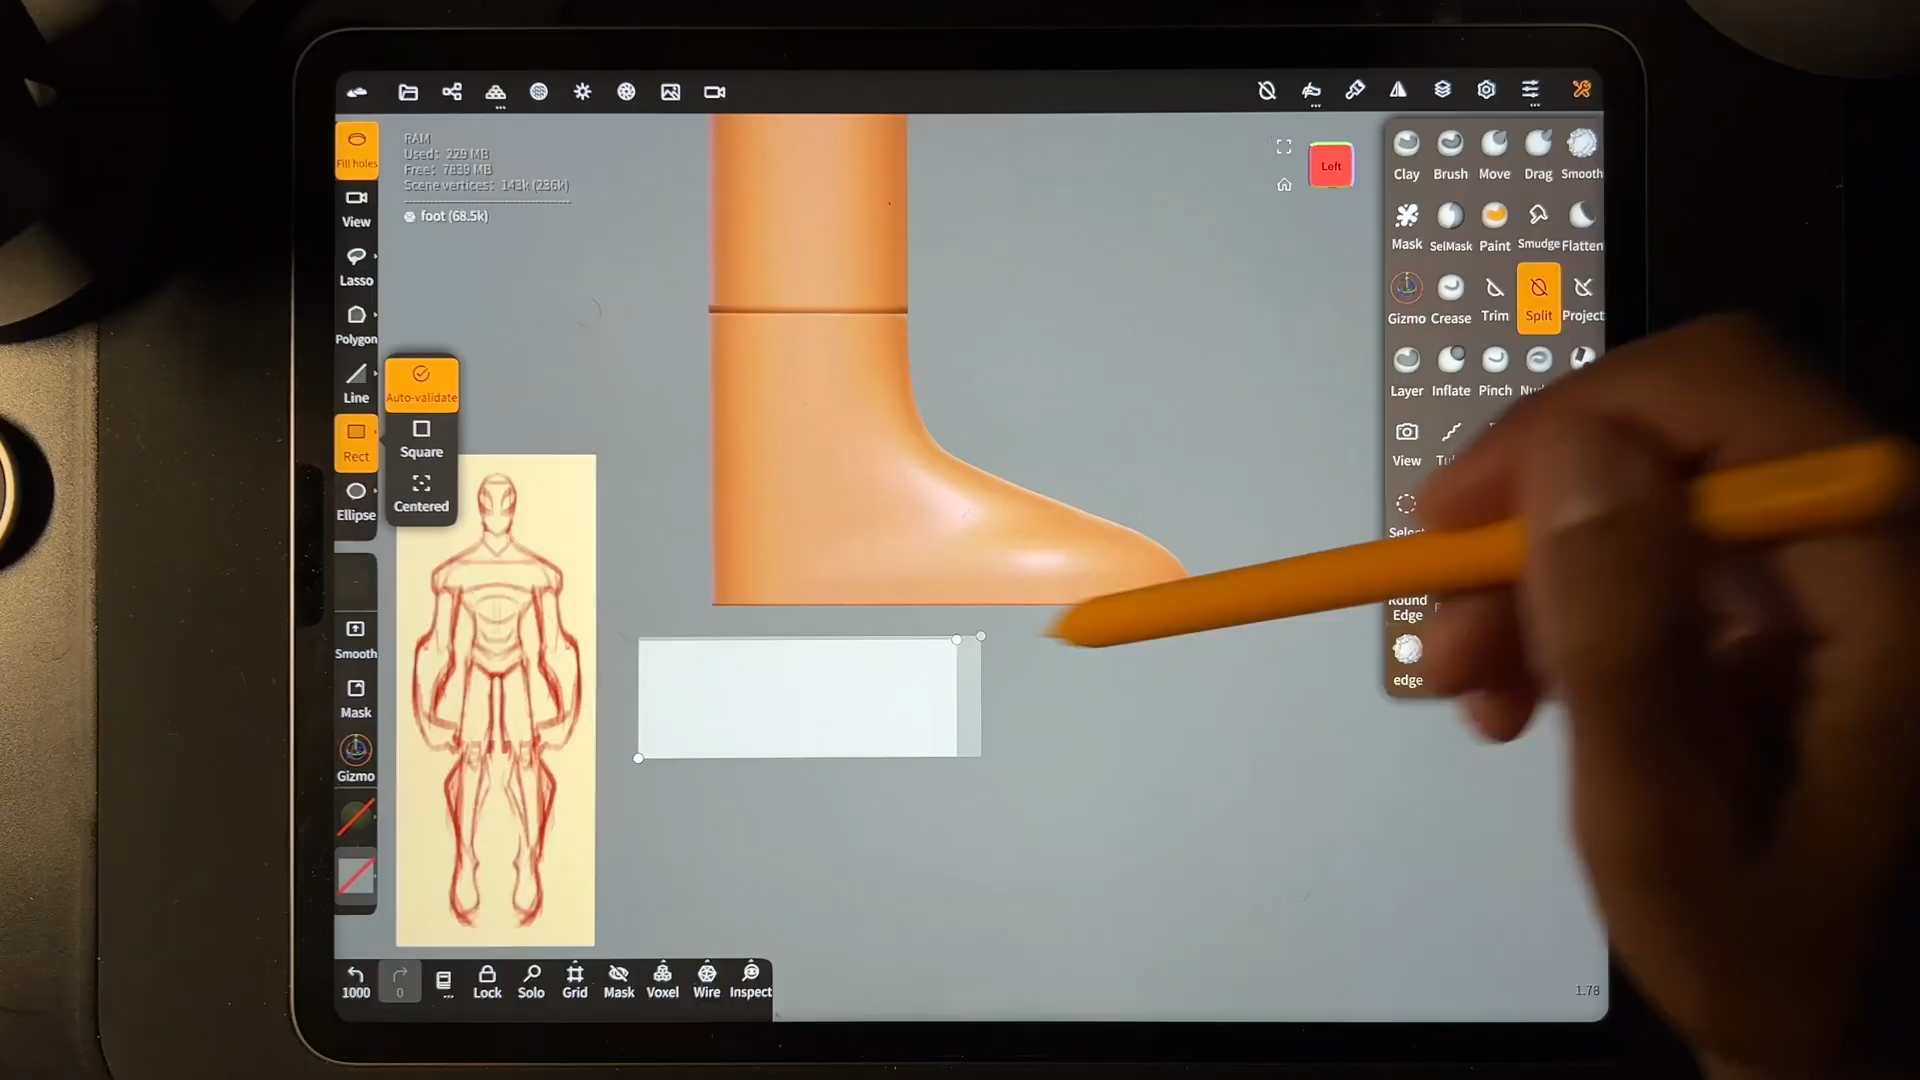 RAM
Used: 229 MB
Free: 7839 MB
Scene vertices: 143k (236k)
foot (68.5k)
Fill holes
View
Lasso
Polygon
Line
Rect
Ellipse
Auto-validate
Square
Centered
Smooth
Mask
Gizmo
Left
Clay Brush Move Drag Smooth
Mask SelMask Paint Smudge Flatten
Gizmo Crease Trim Split Project
Layer Inflate Pinch
View
Round
Edge
edge
1000 0 Lock Solo Grid Mask Voxel Wire Inspect
1.78